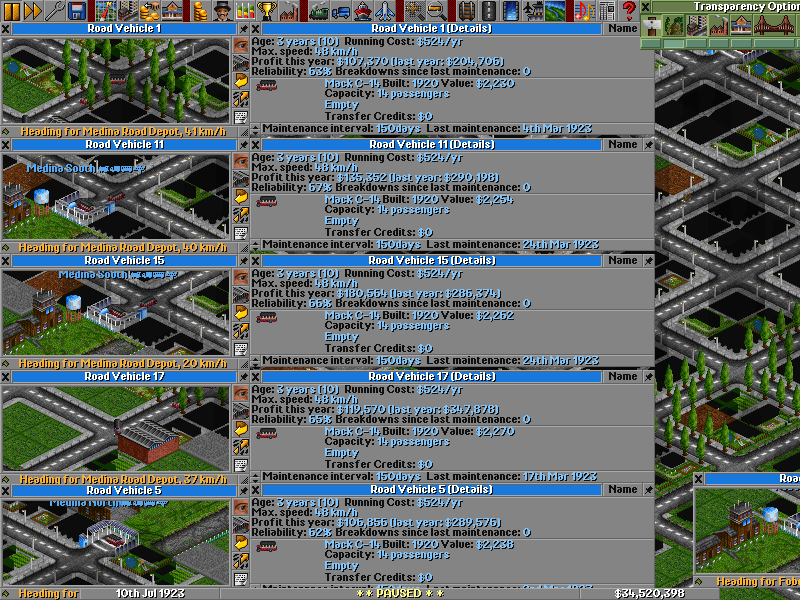 Transparency Option
Road Vehicle 1
Road Vehicle 1 (Details)
Name
Age: 3 years (10) Running Cost: $524/yr
Max. speed: 48 km/h
Profit this year: $107,370 (last year: $204,706)
Reliability: 63% Breakdowns since last maintenance: 0
Mack C-14 Built: 1920 Value: $2,230
Capacity: 14 passengers
Empty
Transfer Credits: $0
Heading for Medina Road Depot, 41 km/h
Maintenance interval: 150days Last maintenance: 4th Mar 1923
Road Vehicle 11
Road Vehicle 11 (Details)
Name
Medina South
Age: 3 years (10) Running Cost: $524/yr
Max. speed: 48 km/h
Profit this year: $135,352 (last year: $290,198)
Reliability: 67% Breakdowns since last maintenance: 0
Mack C-14 Built: 1920 Value: $2,254
Capacity: 14 passengers
Empty
Transfer Credits: $0
Heading for Medina Road Depot, 40 km/h
Maintenance interval: 150days Last maintenance: 24th Mar 1923
Road Vehicle 15
Road Vehicle 15 (Details)
Name
Medina South
Age: 3 years (10) Running Cost: $524/yr
Max. speed: 48 km/h
Profit this year: $180,564 (last year: $286,374)
Reliability: 66% Breakdowns since last maintenance: 0
Mack C-14 Built: 1920 Value: $2,262
Capacity: 14 passengers
Empty
Transfer Credits: $0
Heading for Medina Road Depot, 20 km/h
Maintenance interval: 150days Last maintenance: 24th Mar 1923
Road Vehicle 17
Road Vehicle 17 (Details)
Name
Age: 3 years (10) Running Cost: $524/yr
Max. speed: 48 km/h
Profit this year: $119,570 (last year: $347,878)
Reliability: 65% Breakdowns since last maintenance: 0
Mack C-14 Built: 1920 Value: $2,270
Capacity: 14 passengers
Empty
Transfer Credits: $0
Heading for Medina Road Depot, 37 km/h
Maintenance interval: 150days Last maintenance: 17th Mar 1923
Road Vehicle 5
Road Vehicle 5 (Details)
Name
Medina North
Age: 3 years (10) Running Cost: $524/yr
Max. speed: 48 km/h
Profit this year: $106,856 (last year: $289,576)
Reliability: 62% Breakdowns since last maintenance: 0
Mack C-14 Built: 1920 Value: $2,238
Capacity: 14 passengers
Empty
Transfer Credits: $0
Roa
Heading for Fob
Heading for
10th Jul 1923
* * PAUSED * *
$34,520,398